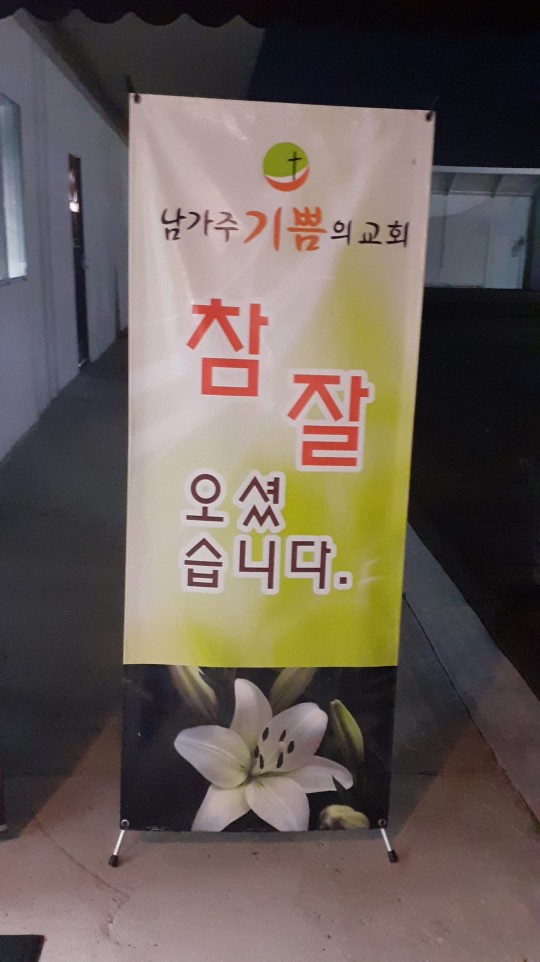 남가주기쁨의교회
참
잘
오셨
습니다.